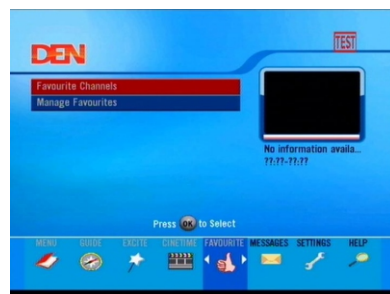 DEN
TEST
Favourite Channels
Manage Favourites
No information availa...
??:??-??:??
Press OK to Select
MENU GUIDE EXCITE CINETIME FAVOURITE MESSAGES SETTINGS HELP